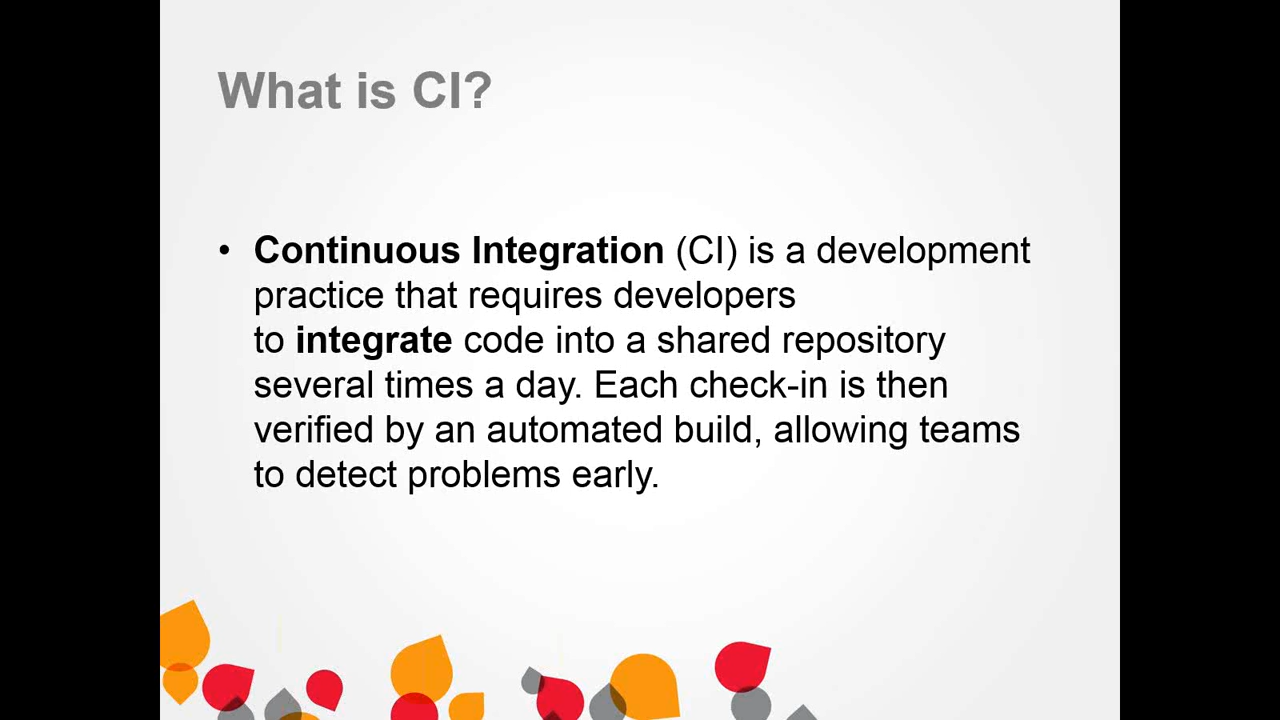 What is CI?
• Continuous Integration (CI) is a development
practice that requires developers
to integrate code into a shared repository
several times a day. Each check-in is then
verified by an automated build, allowing teams
to detect problems early.